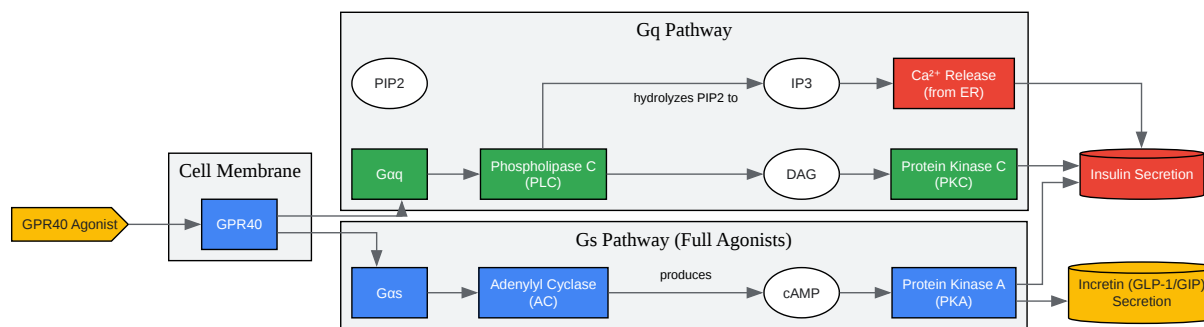 Gq Pathway
PIP2
IP3
Ca²⁺ Release
(from ER)
hydrolyzes PIP2 to
Cell Membrane
Gαq
Phospholipase C
(PLC)
DAG
Protein Kinase C
(PKC)
Insulin Secretion
GPR40 Agonist
GPR40
Gs Pathway (Full Agonists)
Gαs
Adenylyl Cyclase
(AC)
produces
cAMP
Protein Kinase A
(PKA)
Incretin (GLP-1/GIP)
Secretion